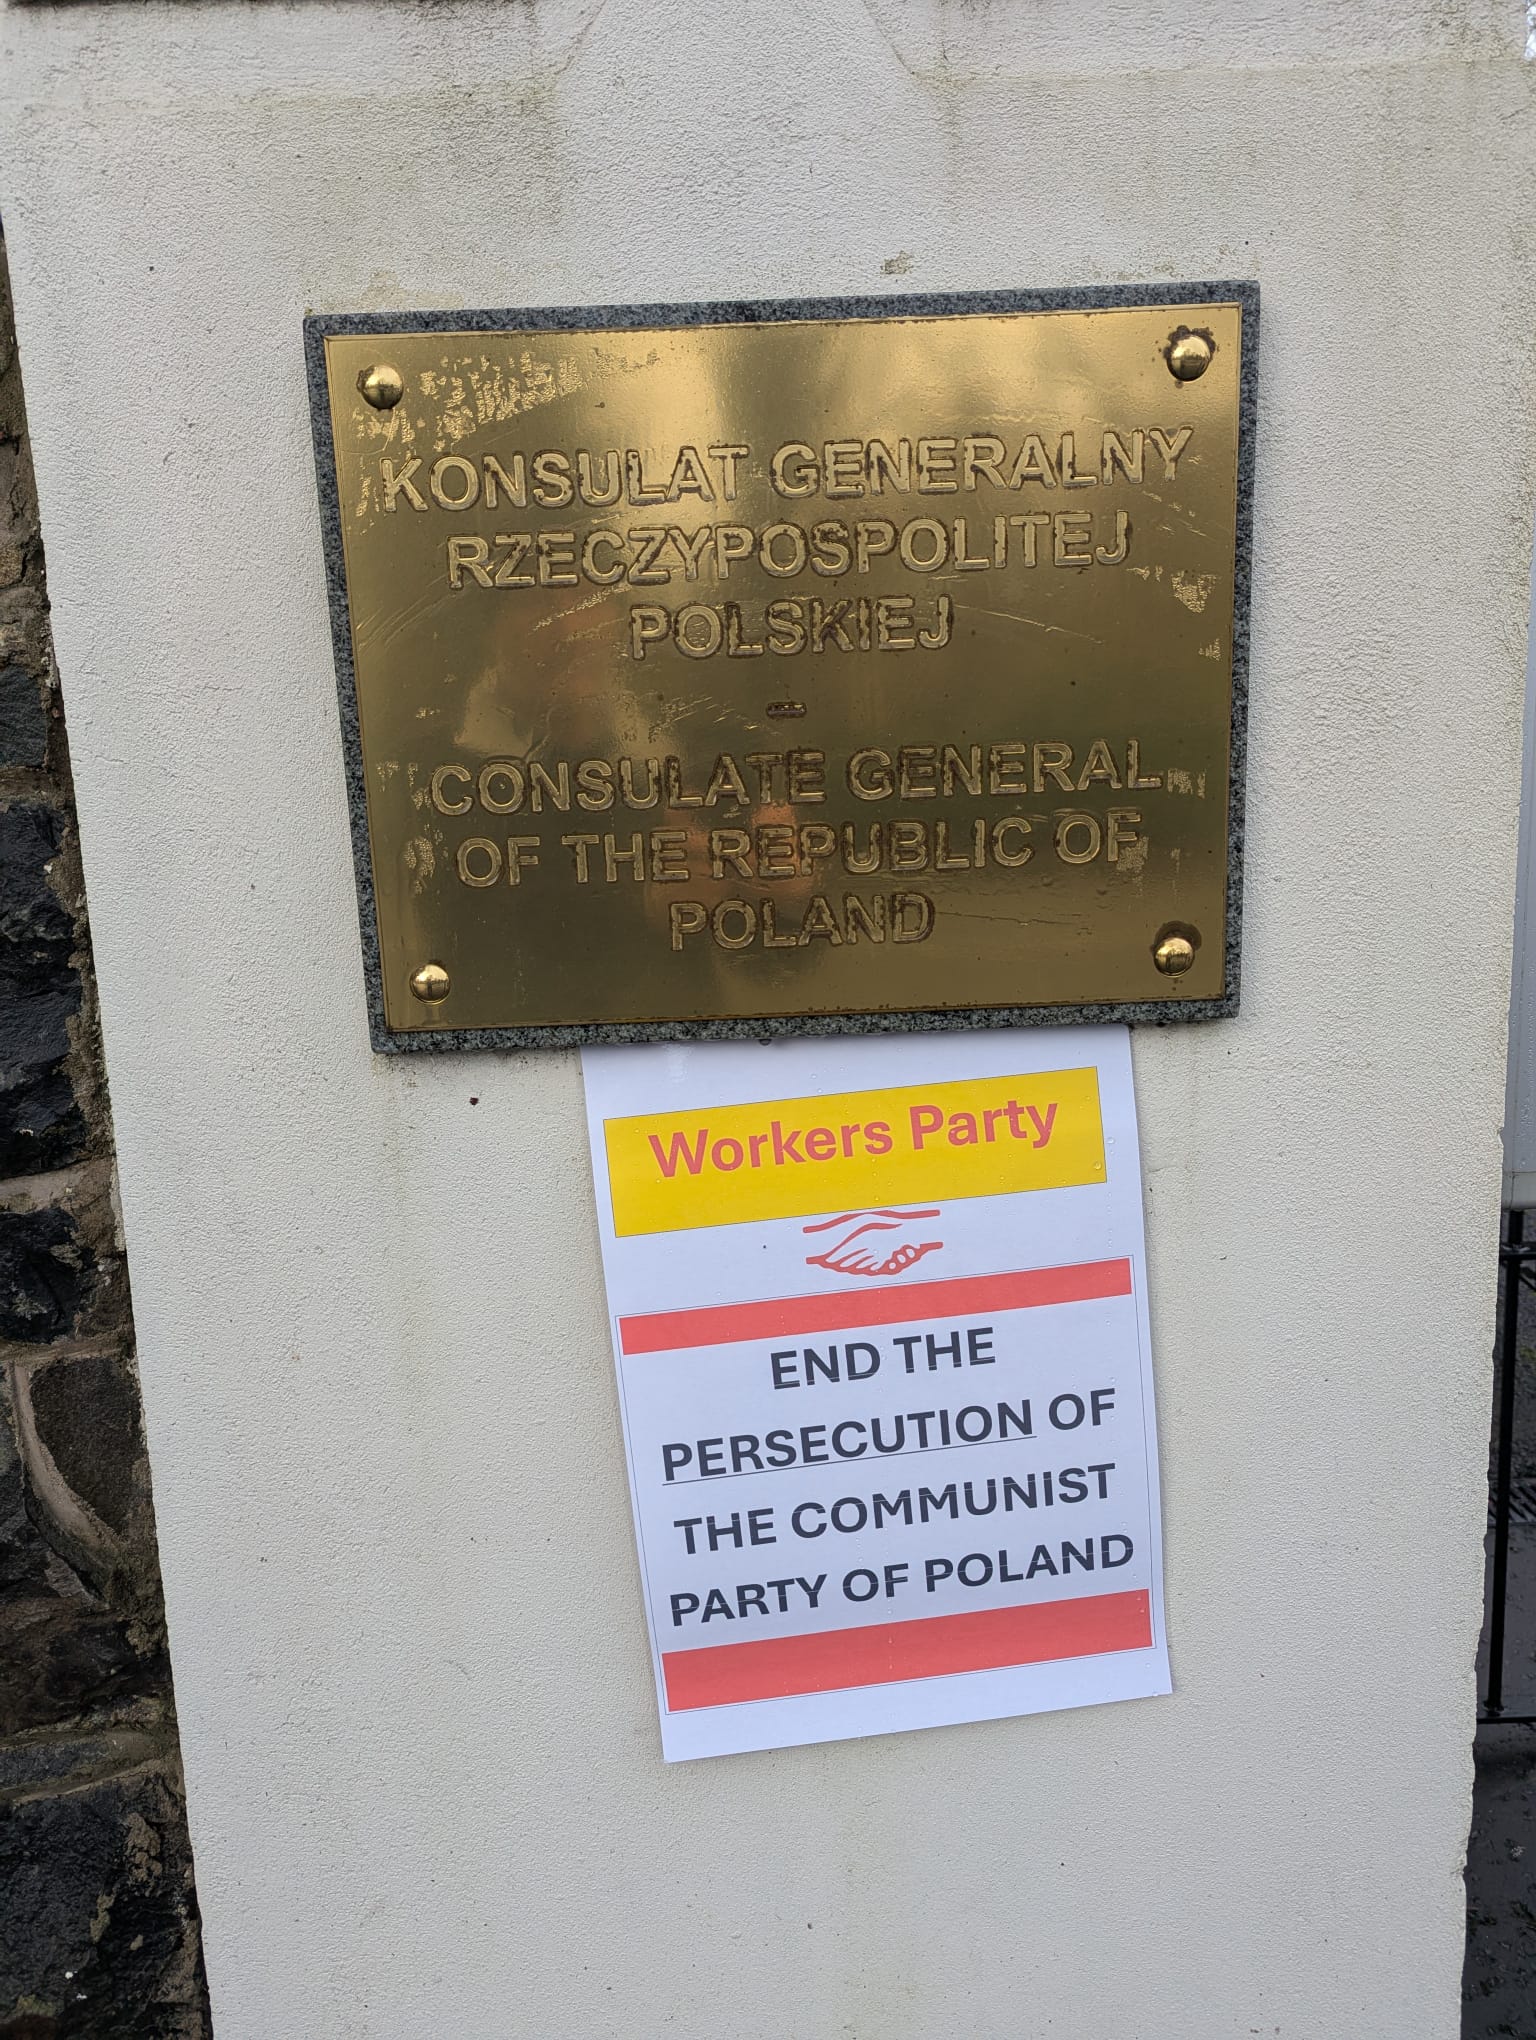 KONSULAT GENERALNY
RZECZYPOSPOLITEJ
POLSKIEJ
-
CONSULATE GENERAL
OF THE REPUBLIC OF
POLAND
Workers Party
END THE
PERSECUTION OF
THE COMMUNIST
PARTY OF POLAND